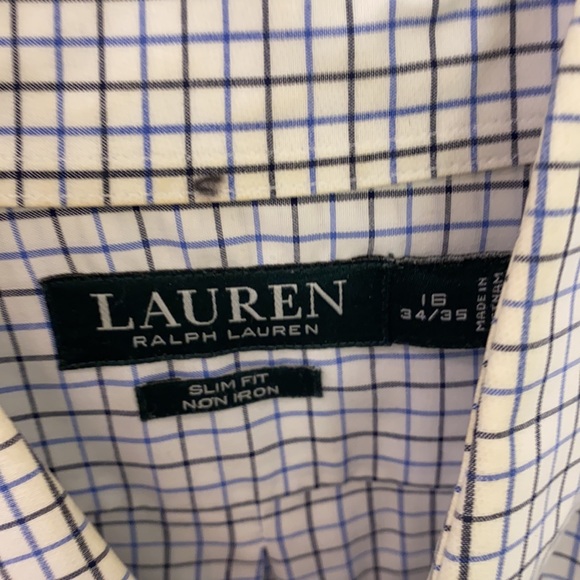 LAUREN
RALPH LAUREN
16
34/35
MADE IN
SLIM FIT
NON IRON